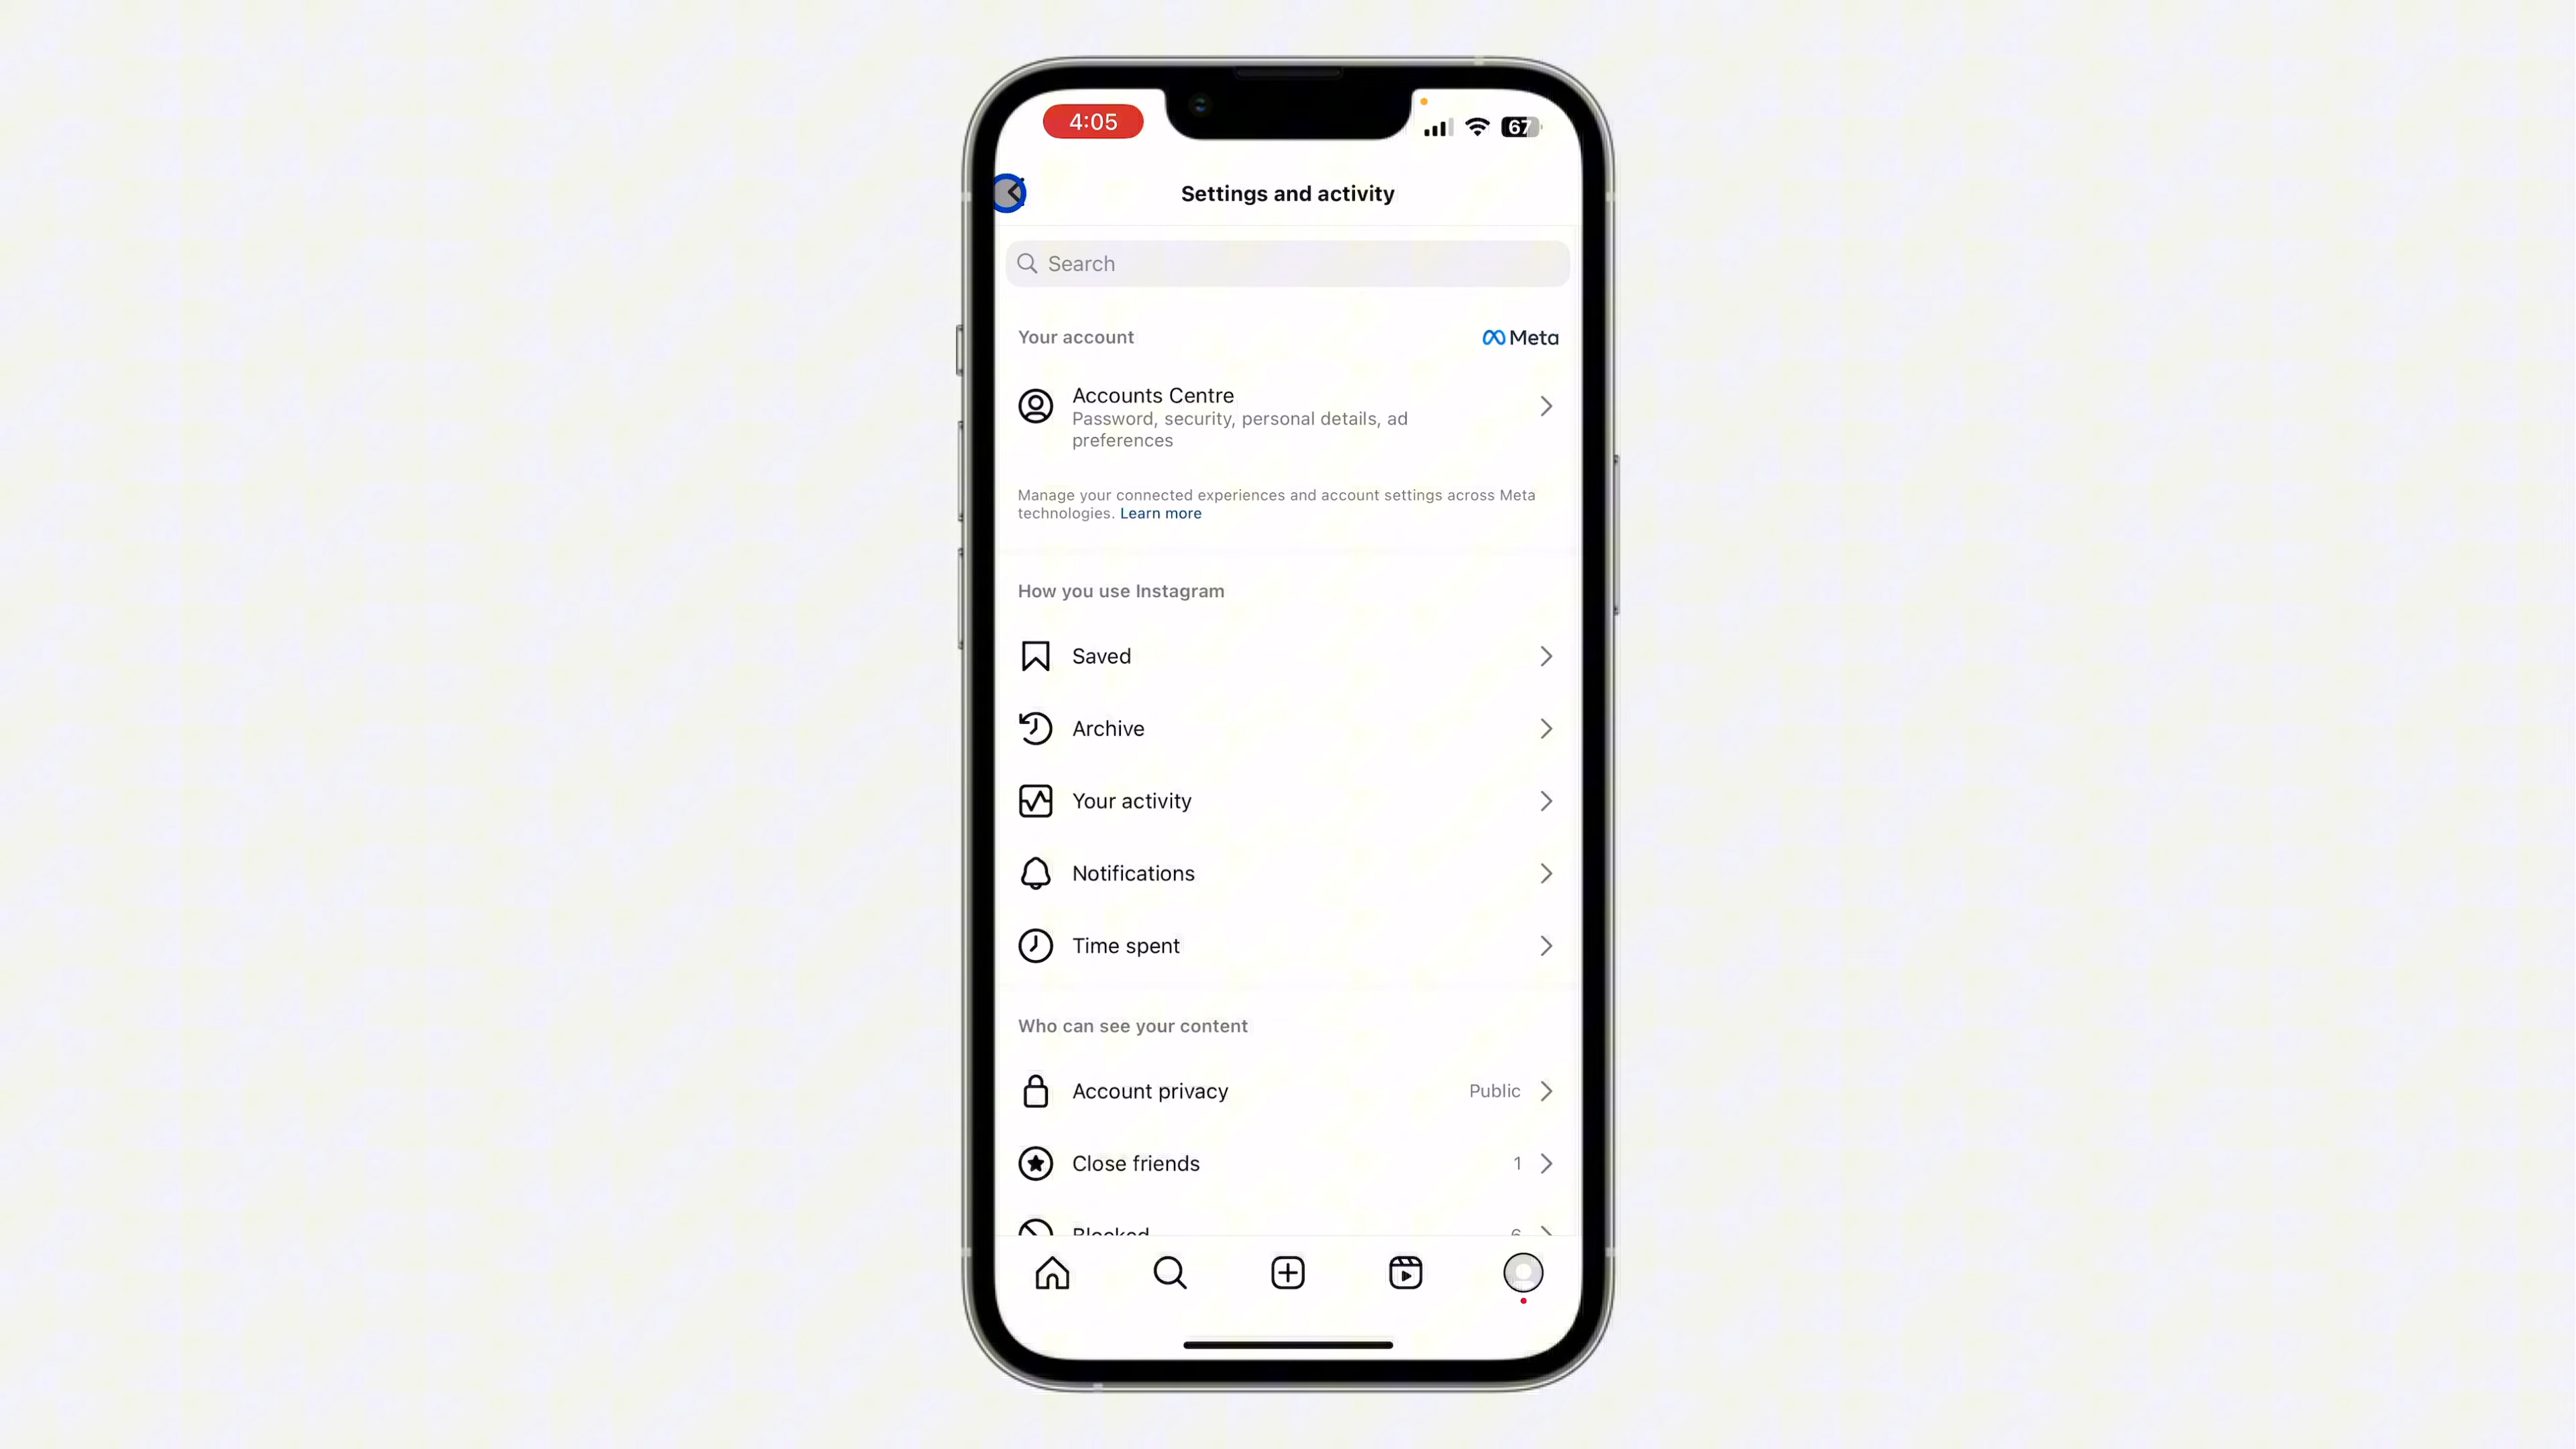 4:05
67
Settings and activity
Search
Your account
Meta
Accounts Centre
Password, security, personal details, ad
preferences
Manage your connected experiences and account settings across Meta
technologies. Learn more
How you use Instagram
Saved
Archive
Your activity
Notifications
Time spent
Who can see your content
Account privacy
Public
Close friends
1
Blocked
6